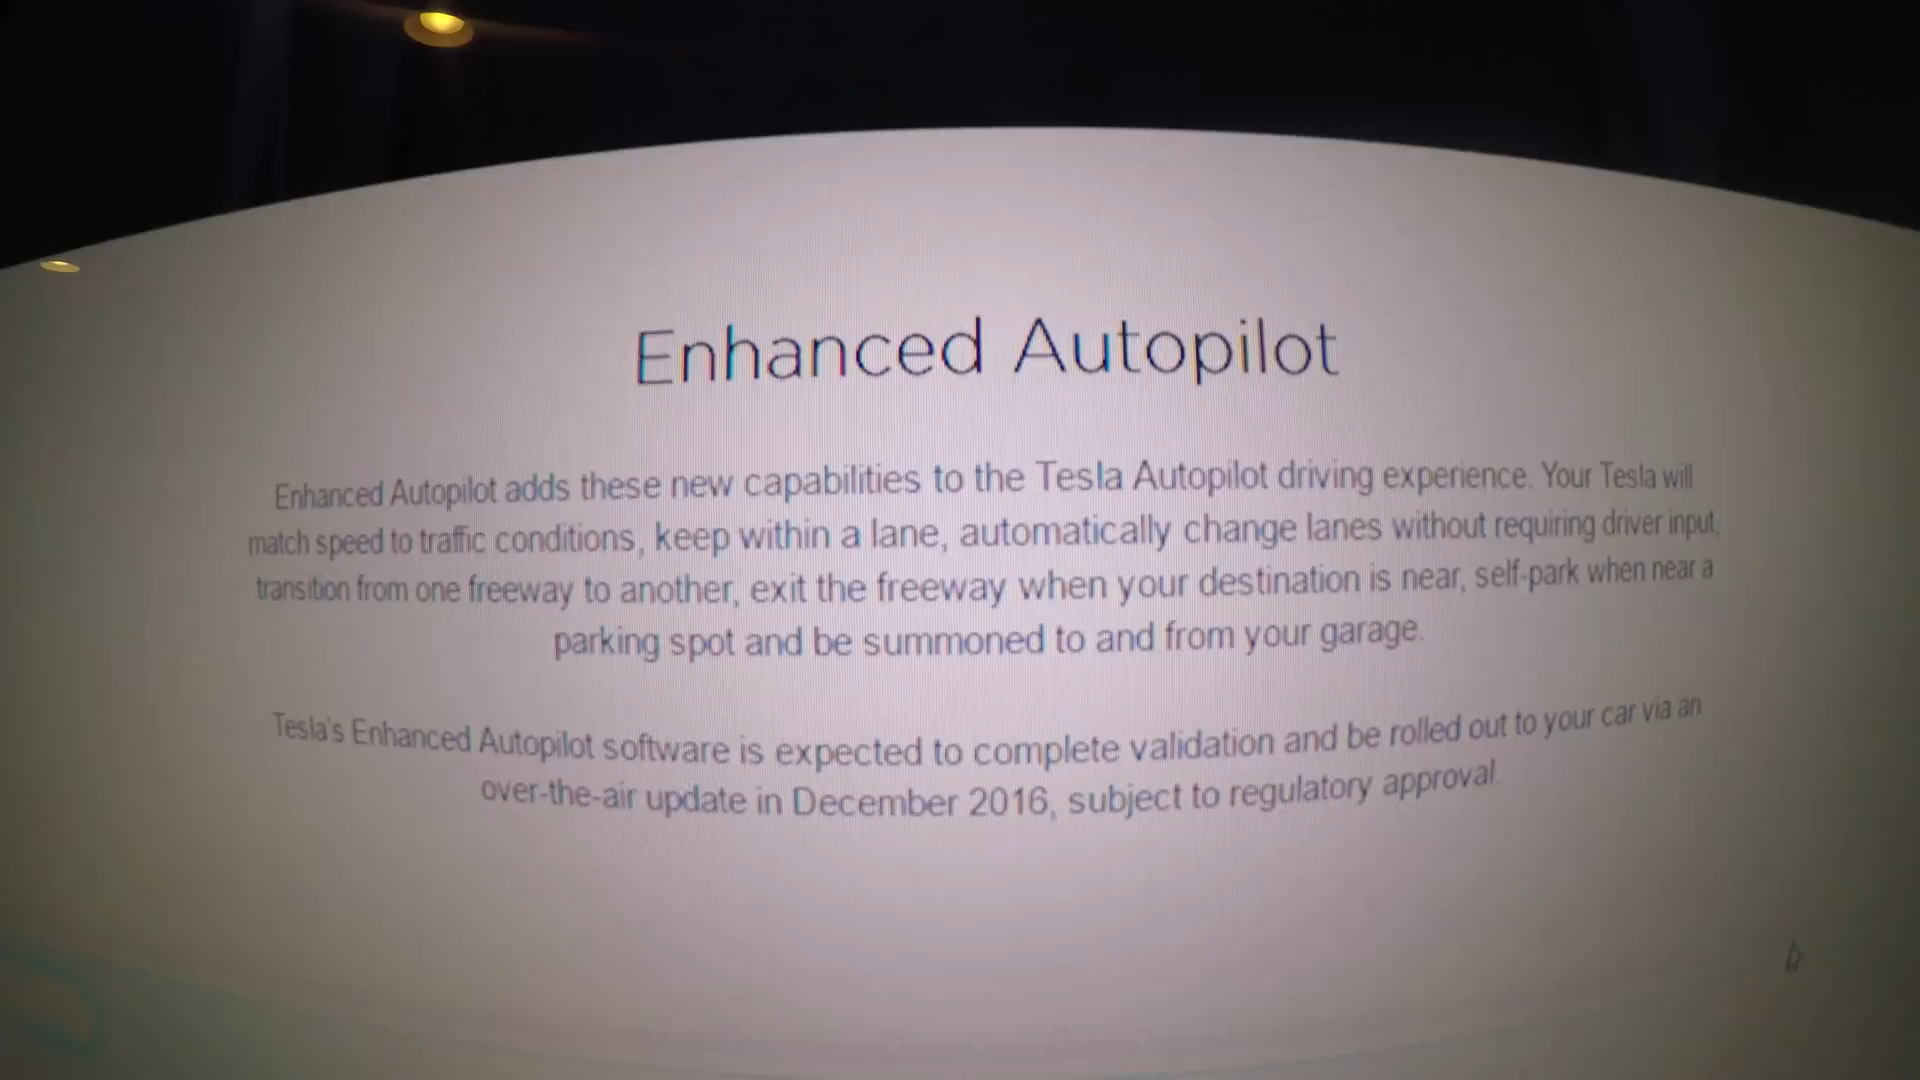 Enhanced Autopilot
Enhanced Autopilot adds these new capabilities to the Tesla Autopilot driving experience. Your Tesla will
match speed to traffic conditions, keep within a lane, automatically change lanes without requiring driver input,
transition from one freeway to another, exit the freeway when your destination is near, self-park when near a
parking spot and be summoned to and from your garage.
Tesla's Enhanced Autopilot software is expected to complete validation and be rolled out to your car via an
over-the-air update in December 2016, subject to regulatory approval.